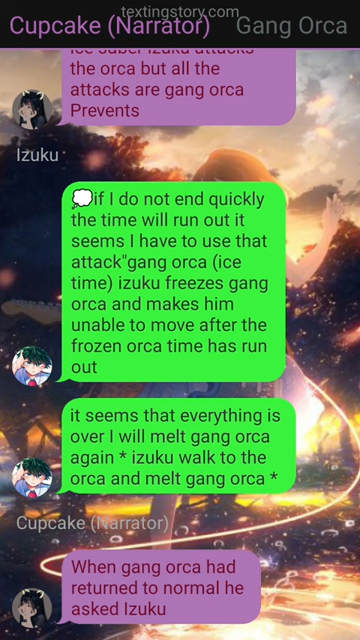 textingstory.com
Cupcake (Narrator) Gang Orca
ice saber Izuku attacks
the orca but all the
attacks are gang orca
Prevents
Izuku
if I do not end quickly
the time will run out it
seems I have to use that
attack"gang orca (ice
time) izuku freezes gang
orca and makes him
unable to move after the
frozen orca time has run
out
it seems that everything is
over I will melt gang orca
again * izuku walk to the
orca and melt gang orca *
Cupcake (Narrator)
When gang orca had
returned to normal he
asked Izuku